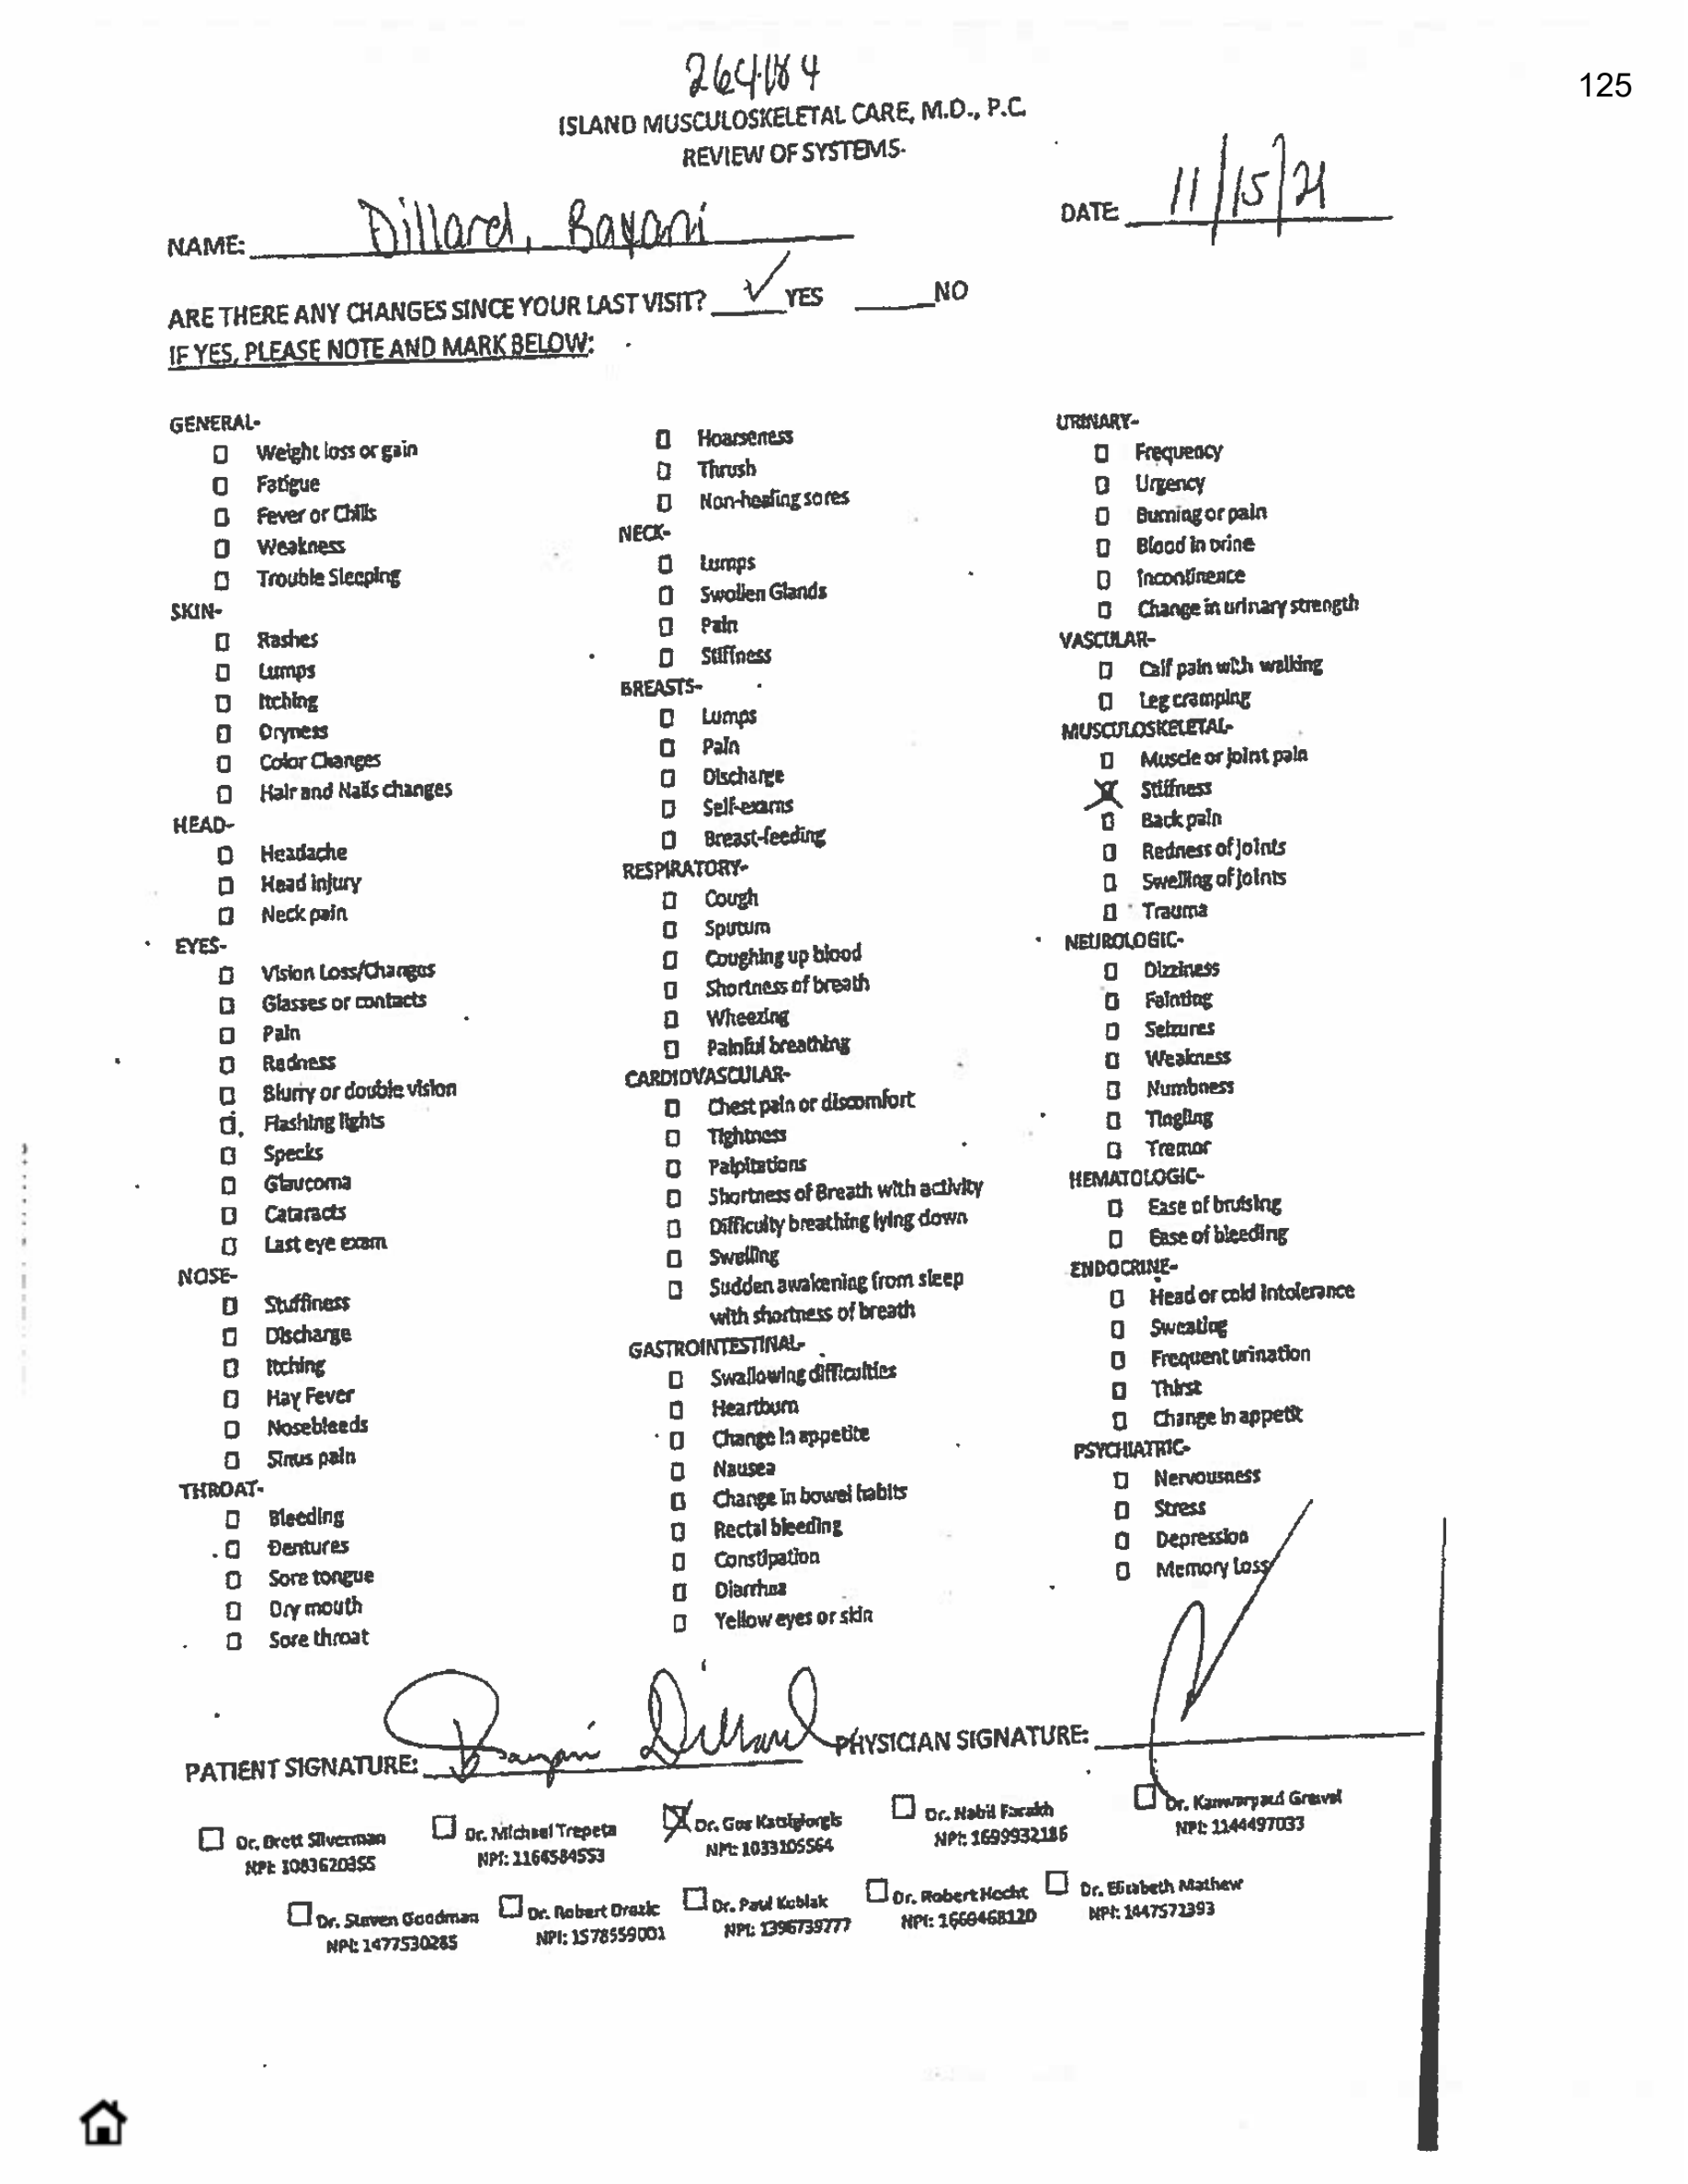 125
ISLAND MUSCULOSKELETAL CARE, M.D., P.C.
REVIEW OF SYSTEMS
NAME: Dillard, Bayani
DATE: 11/15/21
ARE THERE ANY CHANGES SINCE YOUR LAST VISIT? ✓ YES ____NO
IF YES, PLEASE NOTE AND MARK BELOW:
GENERAL-
Weight loss or gain
Fatigue
Fever or Chills
Weakness
Trouble Sleeping
SKIN-
Rashes
Lumps
Itching
Dryness
Color Changes
Hair and Nails changes
HEAD-
Headache
Head injury
Neck pain
EYES-
Vision Loss/Changes
Glasses or contacts
Pain
Redness
Blurry or double vision
Flashing lights
Specks
Glaucoma
Cataracts
Last eye exam
NOSE-
Stuffiness
Discharge
Itching
Hay Fever
Nosebleeds
Sinus pain
THROAT-
Bleeding
Dentures
Sore tongue
Dry mouth
Sore throat
Hoarseness
Thrush
Non-healing sores
NECK-
Lumps
Swollen Glands
Pain
Stiffness
BREASTS-
Lumps
Pain
Discharge
Self-exams
Breast-feeding
RESPIRATORY-
Cough
Sputum
Coughing up blood
Shortness of breath
Wheezing
Painful breathing
CARDIOVASCULAR-
Chest pain or discomfort
Tightness
Palpitations
Shortness of Breath with activity
Difficulty breathing lying down
Swelling
Sudden awakening from sleep
with shortness of breath
GASTROINTESTINAL-
Swallowing difficulties
Heartburn
Change in appetite
Nausea
Change in bowel habits
Rectal bleeding
Constipation
Diarrhea
Yellow eyes or skin
URINARY-
Frequency
Urgency
Burning or pain
Blood in urine
Incontinence
Change in urinary strength
VASCULAR-
Calf pain with walking
Leg cramping
MUSCULOSKELETAL-
Muscle or joint pain
Stiffness
Back pain
Redness of joints
Swelling of joints
Trauma
NEUROLOGIC-
Dizziness
Fainting
Seizures
Weakness
Numbness
Tingling
Tremor
HEMATOLOGIC-
Ease of bruising
Ease of bleeding
ENDOCRINE-
Head or cold intolerance
Sweating
Frequent urination
Thirst
Change in appetit
PSYCHIATRIC-
Nervousness
Stress
Depression
Memory Loss
PATIENT SIGNATURE: Bayani Dillard PHYSICIAN SIGNATURE:
Dr. Brett Silverman Dr. Michael Trepeta Dr. Gus Katsigiorgis Dr. Nabil Farakh Dr. Kanwarpaul Grewal
NPI: 1083620355 NPI: 1164584553 NPI: 1033105564 NPI: 1699932186 NPI: 1144497033
Dr. Steven Goodman Dr. Robert Drazic Dr. Paul Kublak Dr. Robert Hecht Dr. Elizabeth Mathew
NPI: 1477530285 NPI: 1578559001 NPI: 1396739777 NPI: 1669468120 NPI: 1447571393